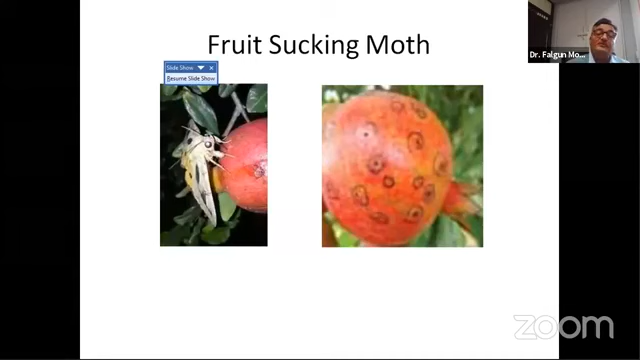 Fruit Sucking Moth
Slide Show
Resume Slide Show
Dr. Falgun Mo...
zoom